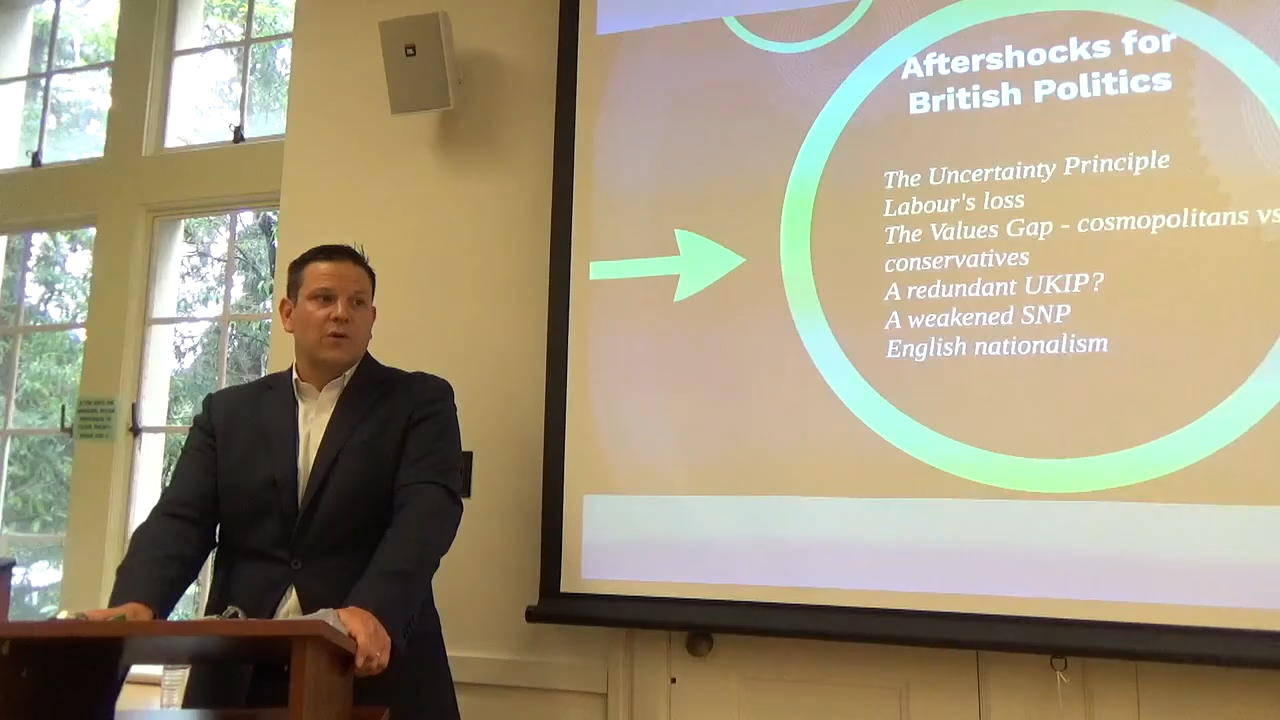 Aftershocks for
British Politics
The Uncertainty Principle
Labour's loss
The Values Gap - cosmopolitans vs
conservatives
A redundant UKIP?
A weakened SNP
English nationalism
JBL